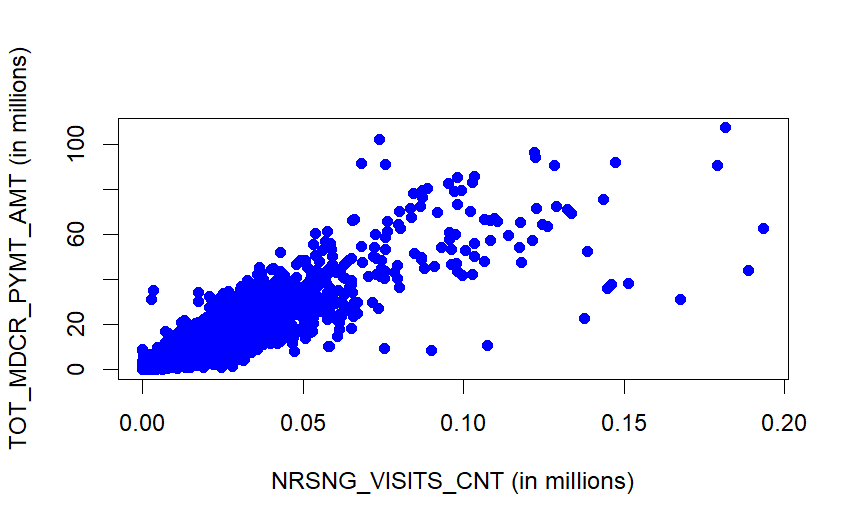 TOT_MDCR_PYMT_AMT (in millions)
100
60
20
0
0.00 0.05 0.10 0.15 0.20
NRSNG_VISITS_CNT (in millions)